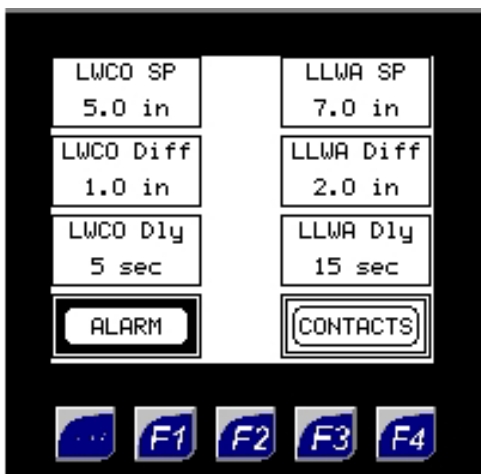 LWCO SP
5.0 in
LLWA SP
7.0 in
LWCO Diff
1.0 in
LLWA Diff
2.0 in
LWCO Dly
5 sec
LLWA Dly
15 sec
ALARM
CONTACTS
... F1 F2 F3 F4